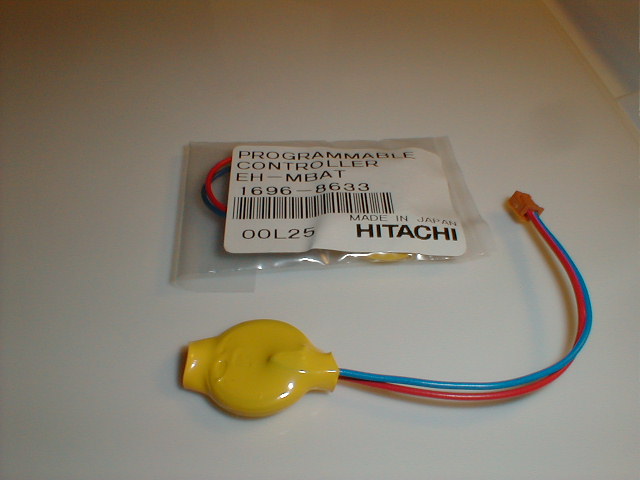 PROGRAMMABLE
CONTROLLER
EH-MBAT
1696-8633
MADE IN JAPAN
00L25 HITACHI